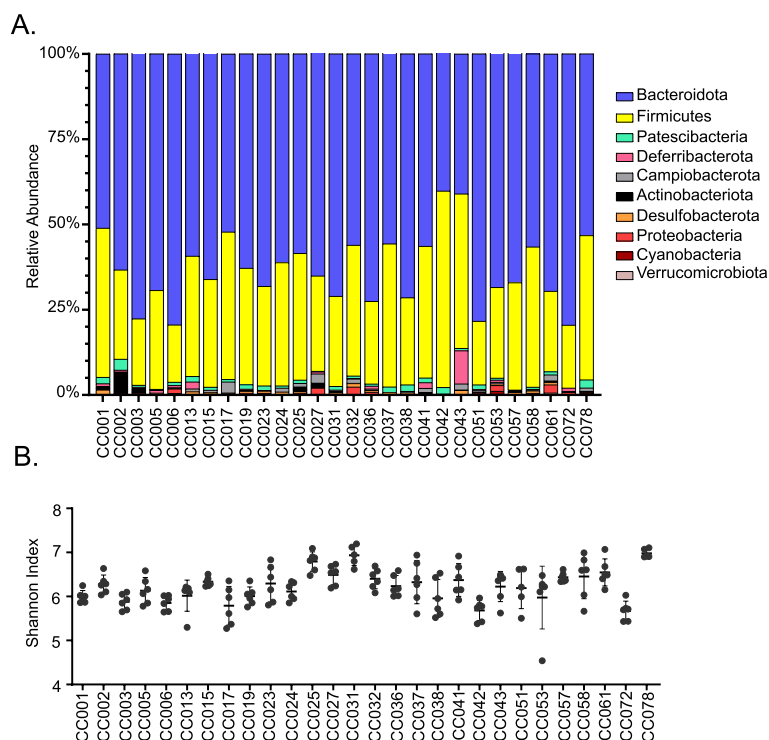 A.
100%
75%
50%
25%
0%
Relative Abundance
Bacteroidota
Firmicutes
Patescibacteria
Deferribacterota
Campiobacterota
Actinobacteriota
Desulfobacterota
Proteobacteria
Cyanobacteria
Verrucomicrobiota
CC001 CC002 CC003 CC005 CC006 CC013 CC015 CC017 CC019 CC023 CC024 CC025 CC027 CC031 CC032 CC036 CC037 CC038 CC041 CC042 CC043 CC051 CC053 CC057 CC058 CC061 CC072 CC078
B.
8
7
6
5
4
Shannon Index
CC001 CC002 CC003 CC005 CC006 CC013 CC015 CC017 CC019 CC023 CC024 CC025 CC027 CC031 CC032 CC036 CC037 CC038 CC041 CC042 CC043 CC051 CC053 CC057 CC058 CC061 CC072 CC078